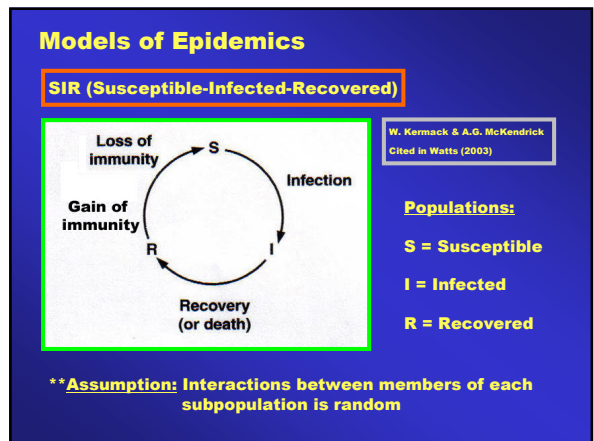 Models of Epidemics
SIR (Susceptible-Infected-Recovered)
W. Kermack & A.G. McKendrick
Cited in Watts (2003)
Loss of
immunity
S
Infection
Gain of
immunity
R
I
Recovery
(or death)
Populations:
S = Susceptible
I = Infected
R = Recovered
**Assumption: Interactions between members of each
subpopulation is random